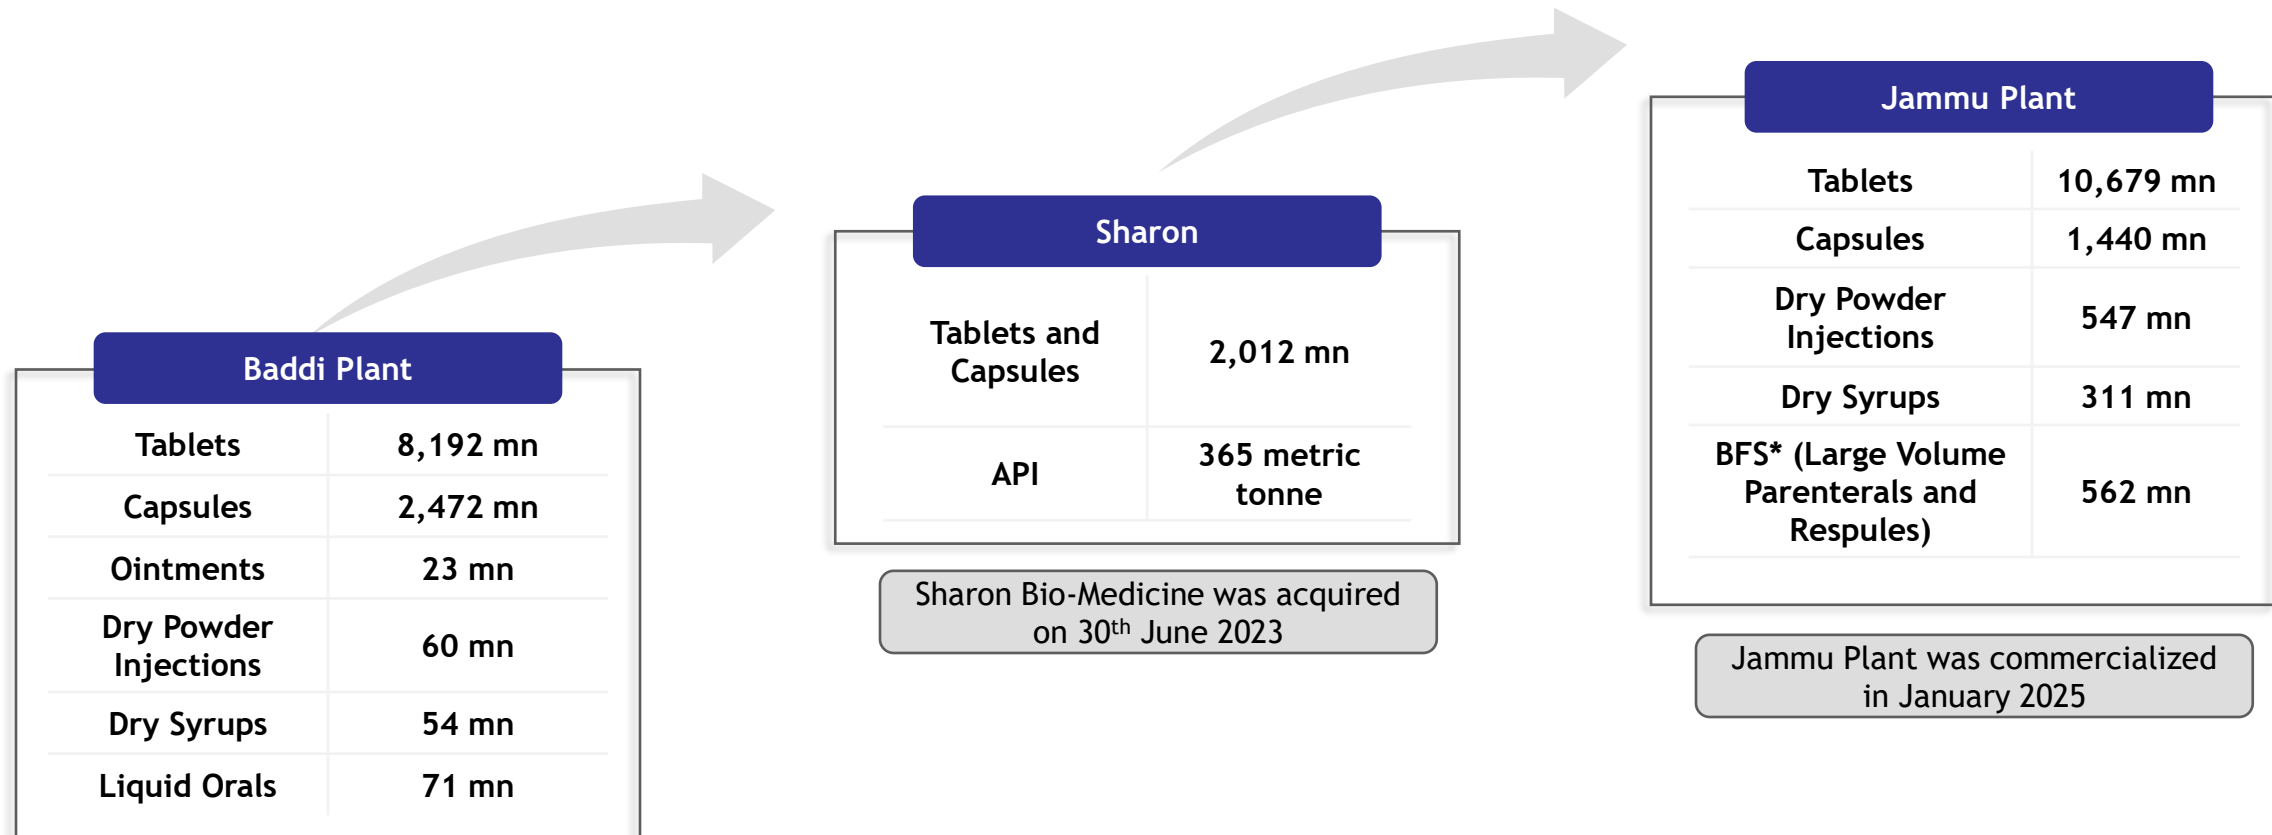 Baddi Plant
Tablets 8,192 mn
Capsules 2,472 mn
Ointments 23 mn
Dry Powder
Injections
60 mn
Dry Syrups 54 mn
Liquid Orals 71 mn
Sharon
Tablets and
Capsules
2,012 mn
API
365 metric
tonne
Sharon Bio-Medicine was acquired
on 30th June 2023
Jammu Plant
Tablets 10,679 mn
Capsules 1,440 mn
Dry Powder
Injections
547 mn
Dry Syrups 311 mn
BFS* (Large Volume
Parenterals and
Respules)
562 mn
Jammu Plant was commercialized
in January 2025